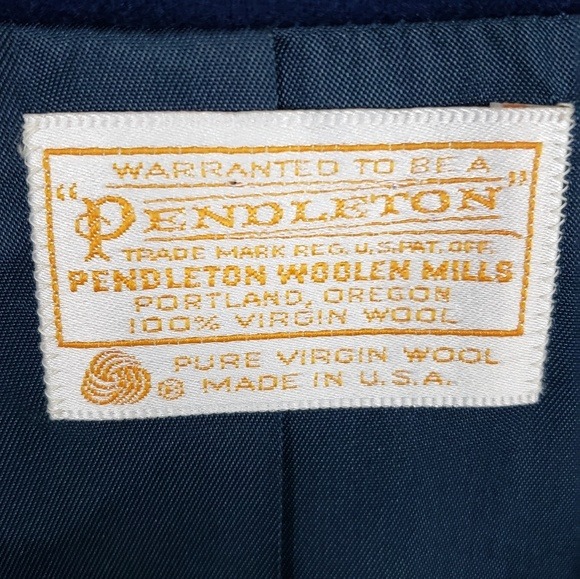 WARRANTED TO BE A
"PENDLETON"
TRADE MARK REG. U.S. PAT. OFF.
PENDLETON WOOLEN MILLS
PORTLAND, OREGON
100% VIRGIN WOOL
PURE VIRGIN WOOL
® MADE IN U.S.A.